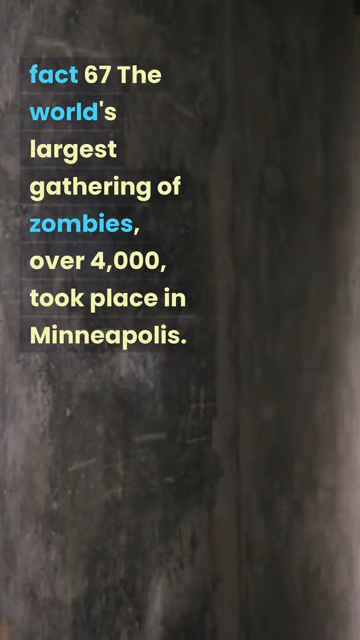 fact 67 The
world's
largest
gathering of
zombies,
over 4,000,
took place in
Minneapolis.